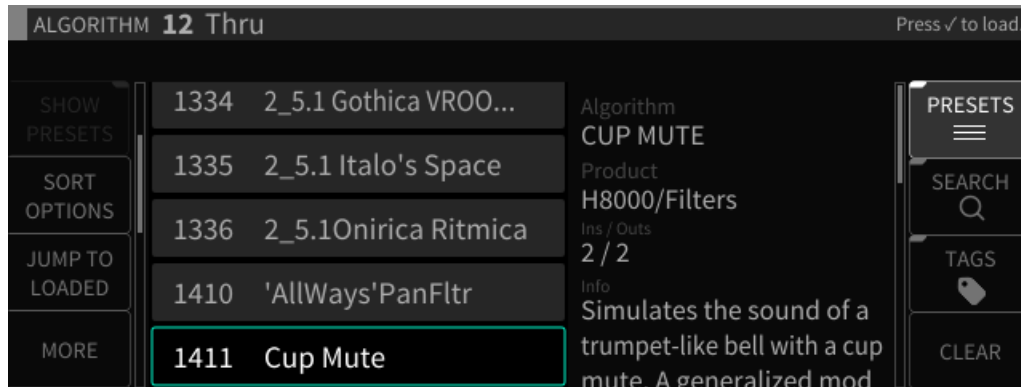 ALGORITHM 12 Thru
Press ✓ to load.
SHOW
PRESETS
SORT
OPTIONS
JUMP TO
LOADED
MORE
1334 2_5.1 Gothica VROO...
1335 2_5.1 Italo's Space
1336 2_5.1Onirica Ritmica
1410 'AllWays'PanFltr
1411 Cup Mute
Algorithm
CUP MUTE
Product
H8000/Filters
Ins / Outs
2 / 2
Info
Simulates the sound of a
trumpet-like bell with a cup
mute. A generalized mod
PRESETS
SEARCH
TAGS
CLEAR